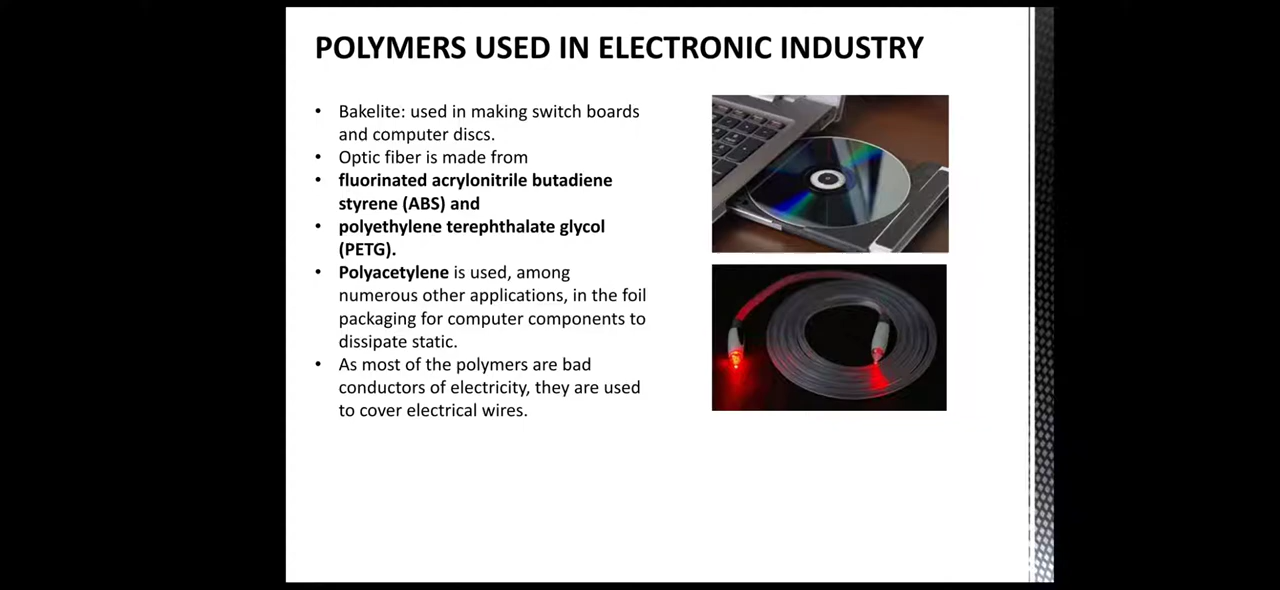 POLYMERS USED IN ELECTRONIC INDUSTRY
• Bakelite: used in making switch boards
and computer discs.
• Optic fiber is made from
• fluorinated acrylonitrile butadiene
styrene (ABS) and
• polyethylene terephthalate glycol
(PETG).
• Polyacetylene is used, among
numerous other applications, in the foil
packaging for computer components to
dissipate static.
• As most of the polymers are bad
conductors of electricity, they are used
to cover electrical wires.